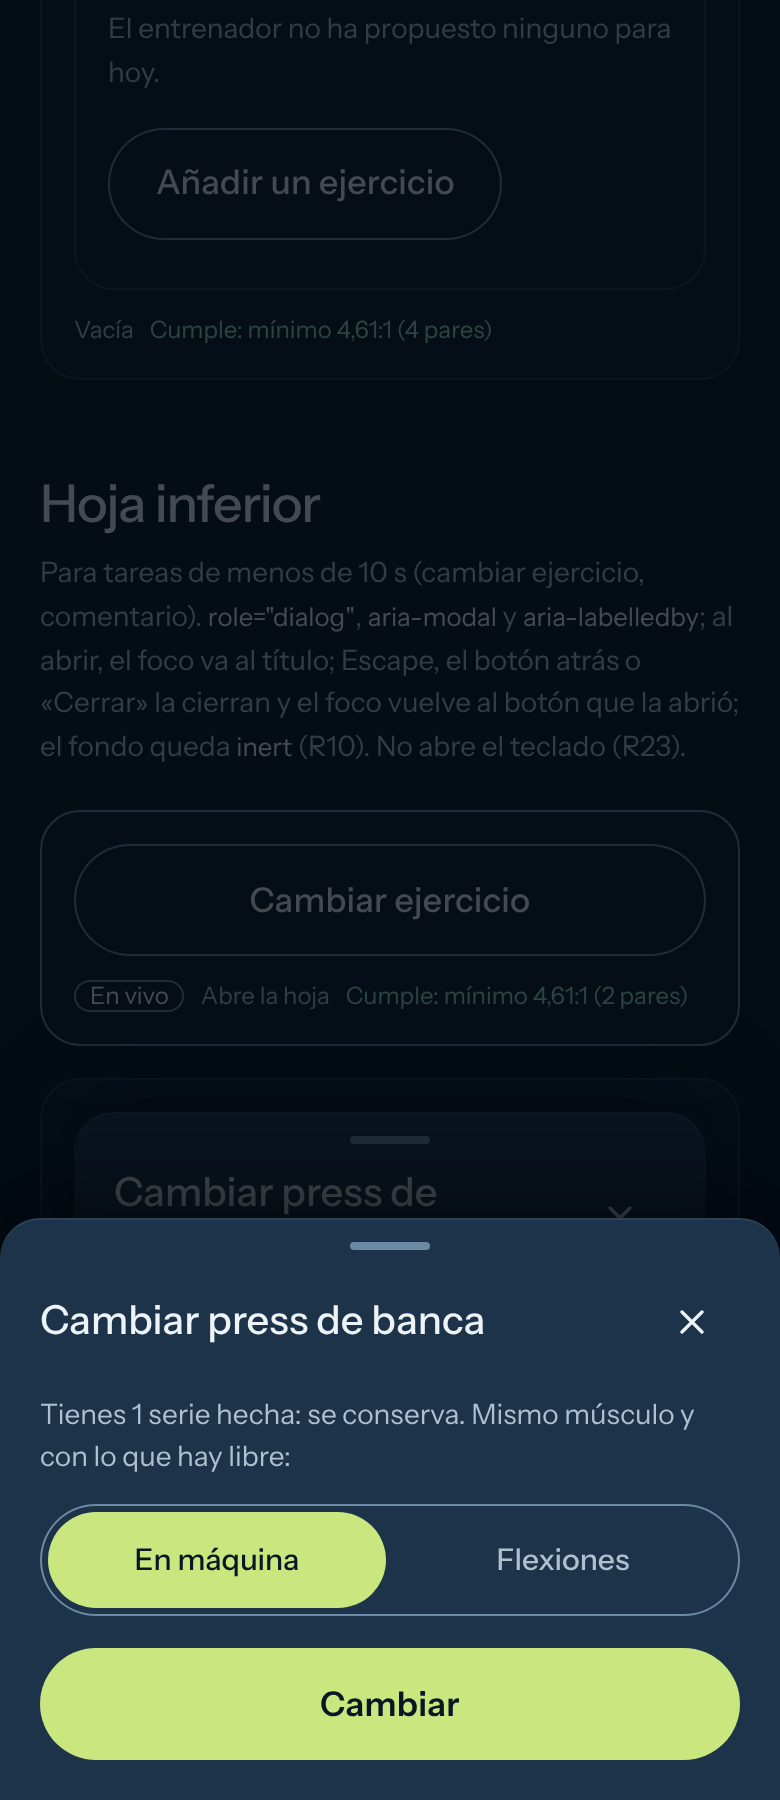 El entrenador no ha propuesto ninguno para
hoy.
Añadir un ejercicio
Vacía Cumple: mínimo 4,61:1 (4 pares)
Hoja inferior
Para tareas de menos de 10 s (cambiar ejercicio,
comentario). role="dialog", aria-modal y aria-labelledby; al
abrir, el foco va al título; Escape, el botón atrás o
«Cerrar» la cierran y el foco vuelve al botón que la abrió;
el fondo queda inert (R10). No abre el teclado (R23).
Cambiar ejercicio
En vivo Abre la hoja Cumple: mínimo 4,61:1 (2 pares)
Cambiar press de
Cambiar press de banca
Tienes 1 serie hecha: se conserva. Mismo músculo y
con lo que hay libre:
En máquina Flexiones
Cambiar